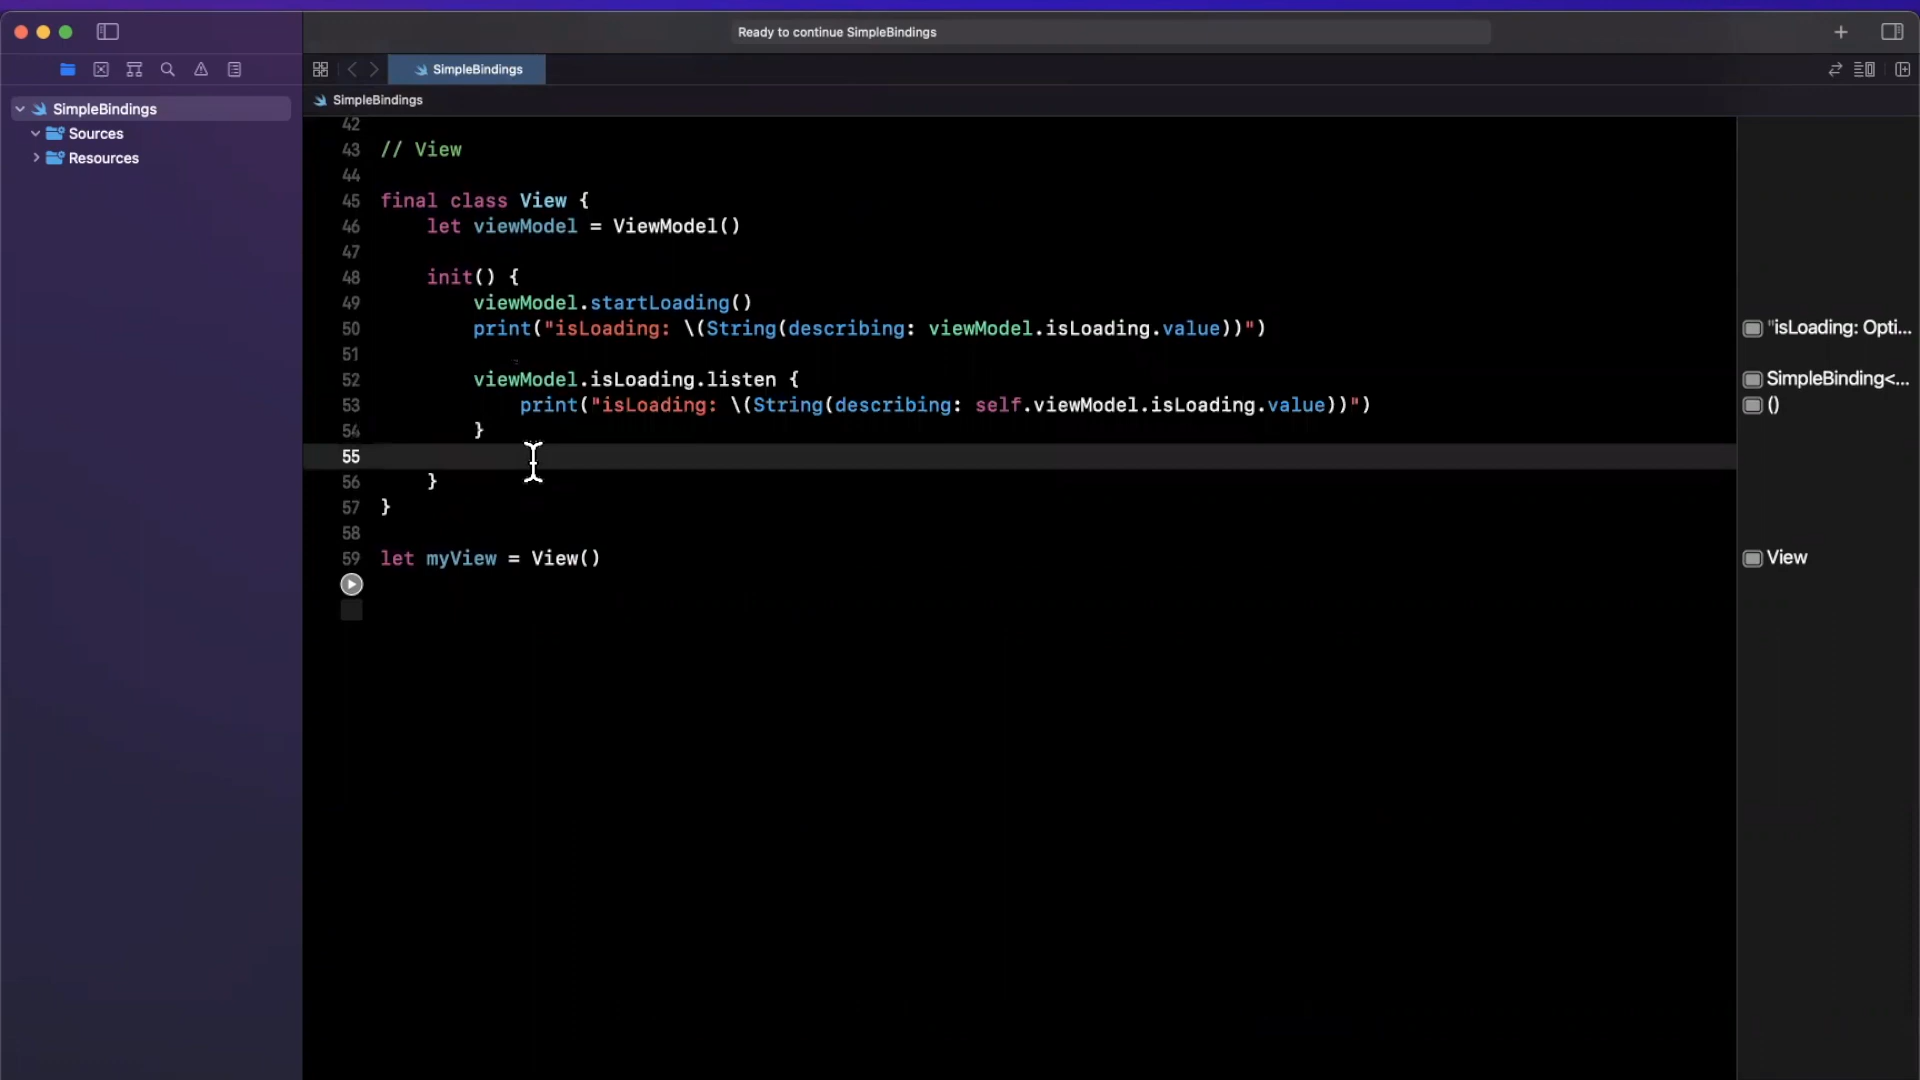 Ready to continue SimpleBindings
SimpleBindings
SimpleBindings
Sources
Resources
SimpleBindings
42
43 // View
44
45 final class View {
46 let viewModel = ViewModel()
47
48 init() {
49 viewModel.startLoading()
50 print("isLoading: \(String(describing: viewModel.isLoading.value))")
51
52 viewModel.isLoading.listen {
53 print("isLoading: \(String(describing: self.viewModel.isLoading.value))")
54 }
55
56 }
57 }
58
59 let myView = View()
"isLoading: Opti...
SimpleBinding<...
()
View